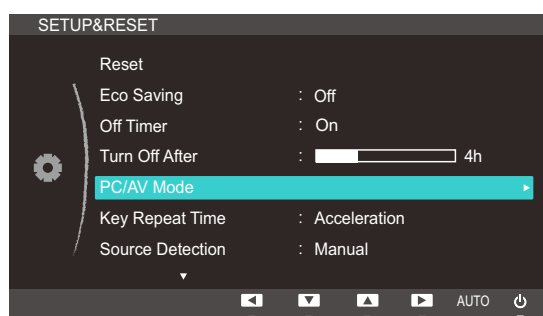 SETUP&RESET
Reset
Eco Saving : Off
Off Timer : On
Turn Off After : 4h
PC/AV Mode
Key Repeat Time : Acceleration
Source Detection : Manual
AUTO